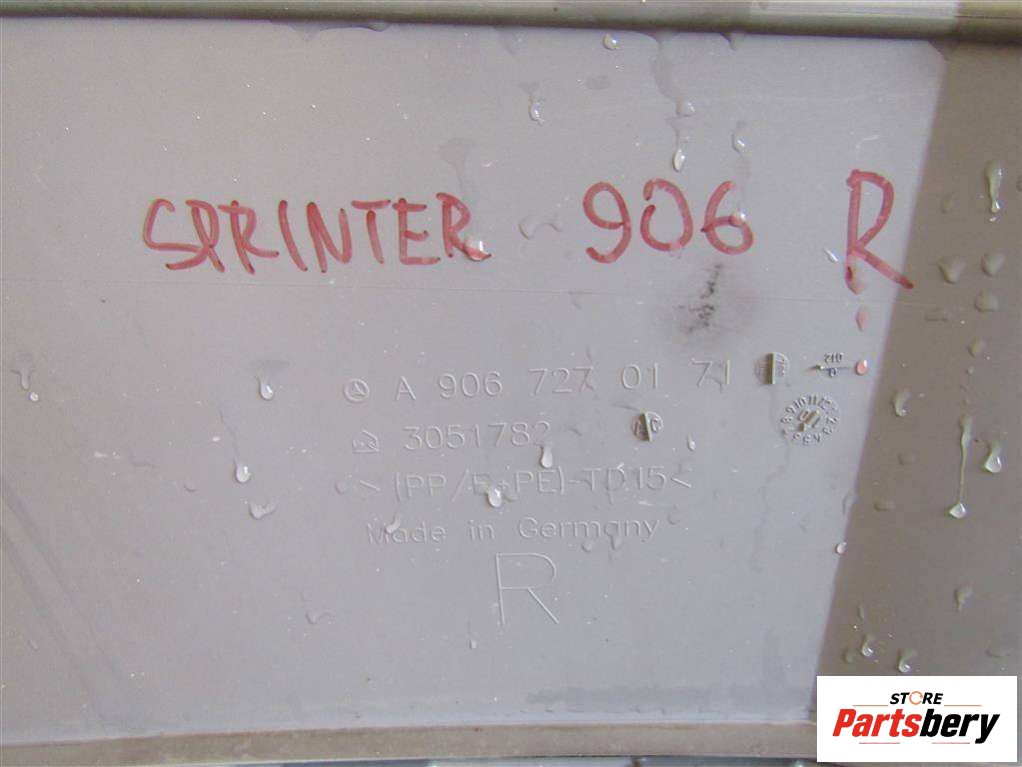 SPRINTER 906 R
A 906 727 01 71
3051782
>(PP/E+PE)-TD15<
Made in Germany
R
STORE
Partsbery